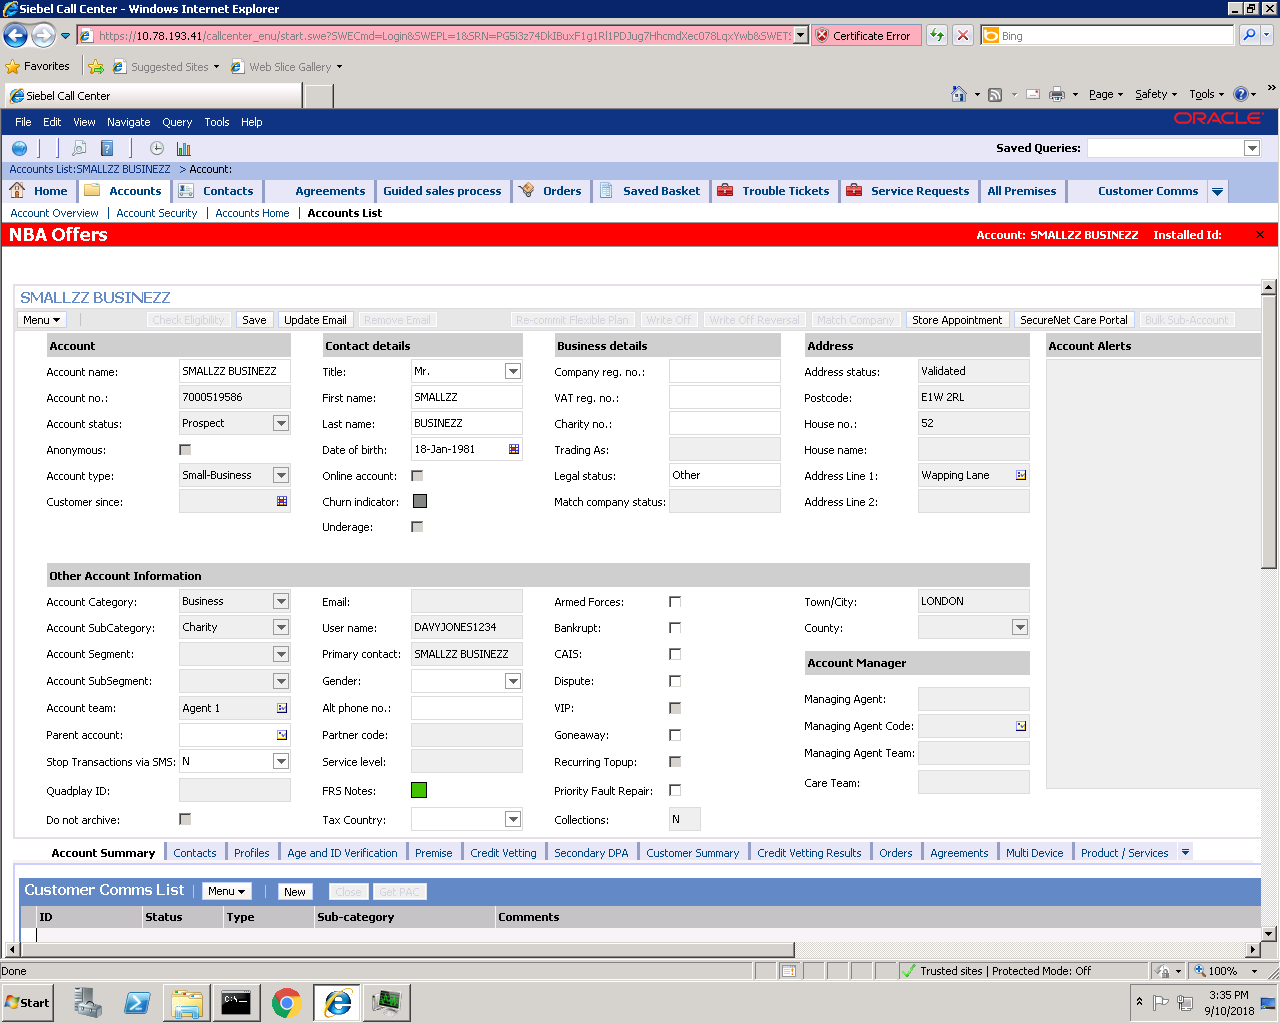 Siebel Call Center - Windows Internet Explorer
Certificate Error
Bing
Favorites
Suggested Sites
Web Slice Gallery
Siebel Call Center
Page
Safety
Tools
File Edit View Navigate Query Tools Help
ORACLE
Saved Queries:
Accounts List:SMALLZZ BUSINEZZ > Account:
Home Accounts Contacts Agreements Guided sales process Orders Saved Basket Trouble Tickets Service Requests All Premises Customer Comms
Account Overview | Account Security | Accounts Home | Accounts List
NBA Offers Account: SMALLZZ BUSINEZZ Installed Id:
SMALLZZ BUSINEZZ
Menu Check Eligibility Save Update Email Remove Email Re-commit Flexible Plan Write Off Write Off Reversal Match Company Store Appointment SecureNet Care Portal Bulk Sub-Account
Account Contact details Business details Address Account Alerts
Account name: SMALLZZ BUSINEZZ Title: Mr. Company reg. no.: Address status: Validated
Account no.: 7000519586 First name: SMALLZZ VAT reg. no.: Postcode: E1W 2RL
Account status: Prospect Last name: BUSINEZZ Charity no.: House no.: 52
Anonymous: Date of birth: 18-Jan-1981 Trading As: House name:
Account type: Small-Business Online account: Legal status: Other Address Line 1: Wapping Lane
Customer since: Churn indicator: Match company status: Address Line 2:
Underage:
Other Account Information
Account Category: Business Email: Armed Forces: Town/City: LONDON
Account SubCategory: Charity User name: DAVYJONES1234 Bankrupt: County:
Account Segment: Primary contact: SMALLZZ BUSINEZZ CAIS:
Account Manager
Account SubSegment: Gender: Dispute:
Managing Agent:
Account team: Agent 1 Alt phone no.: VIP:
Managing Agent Code:
Parent account: Partner code: Goneaway:
Managing Agent Team:
Stop Transactions via SMS: N Service level: Recurring Topup:
Care Team:
Quadplay ID: FRS Notes: Priority Fault Repair:
Do not archive: Tax Country: Collections: N
Account Summary Contacts Profiles Age and ID Verification Premise Credit Vetting Secondary DPA Customer Summary Credit Vetting Results Orders Agreements Multi Device Product / Services
Customer Comms List Menu New Close Get PAC
ID Status Type Sub-category Comments
Done
Trusted sites | Protected Mode: Off
100%
Start
3:35 PM
9/10/2018